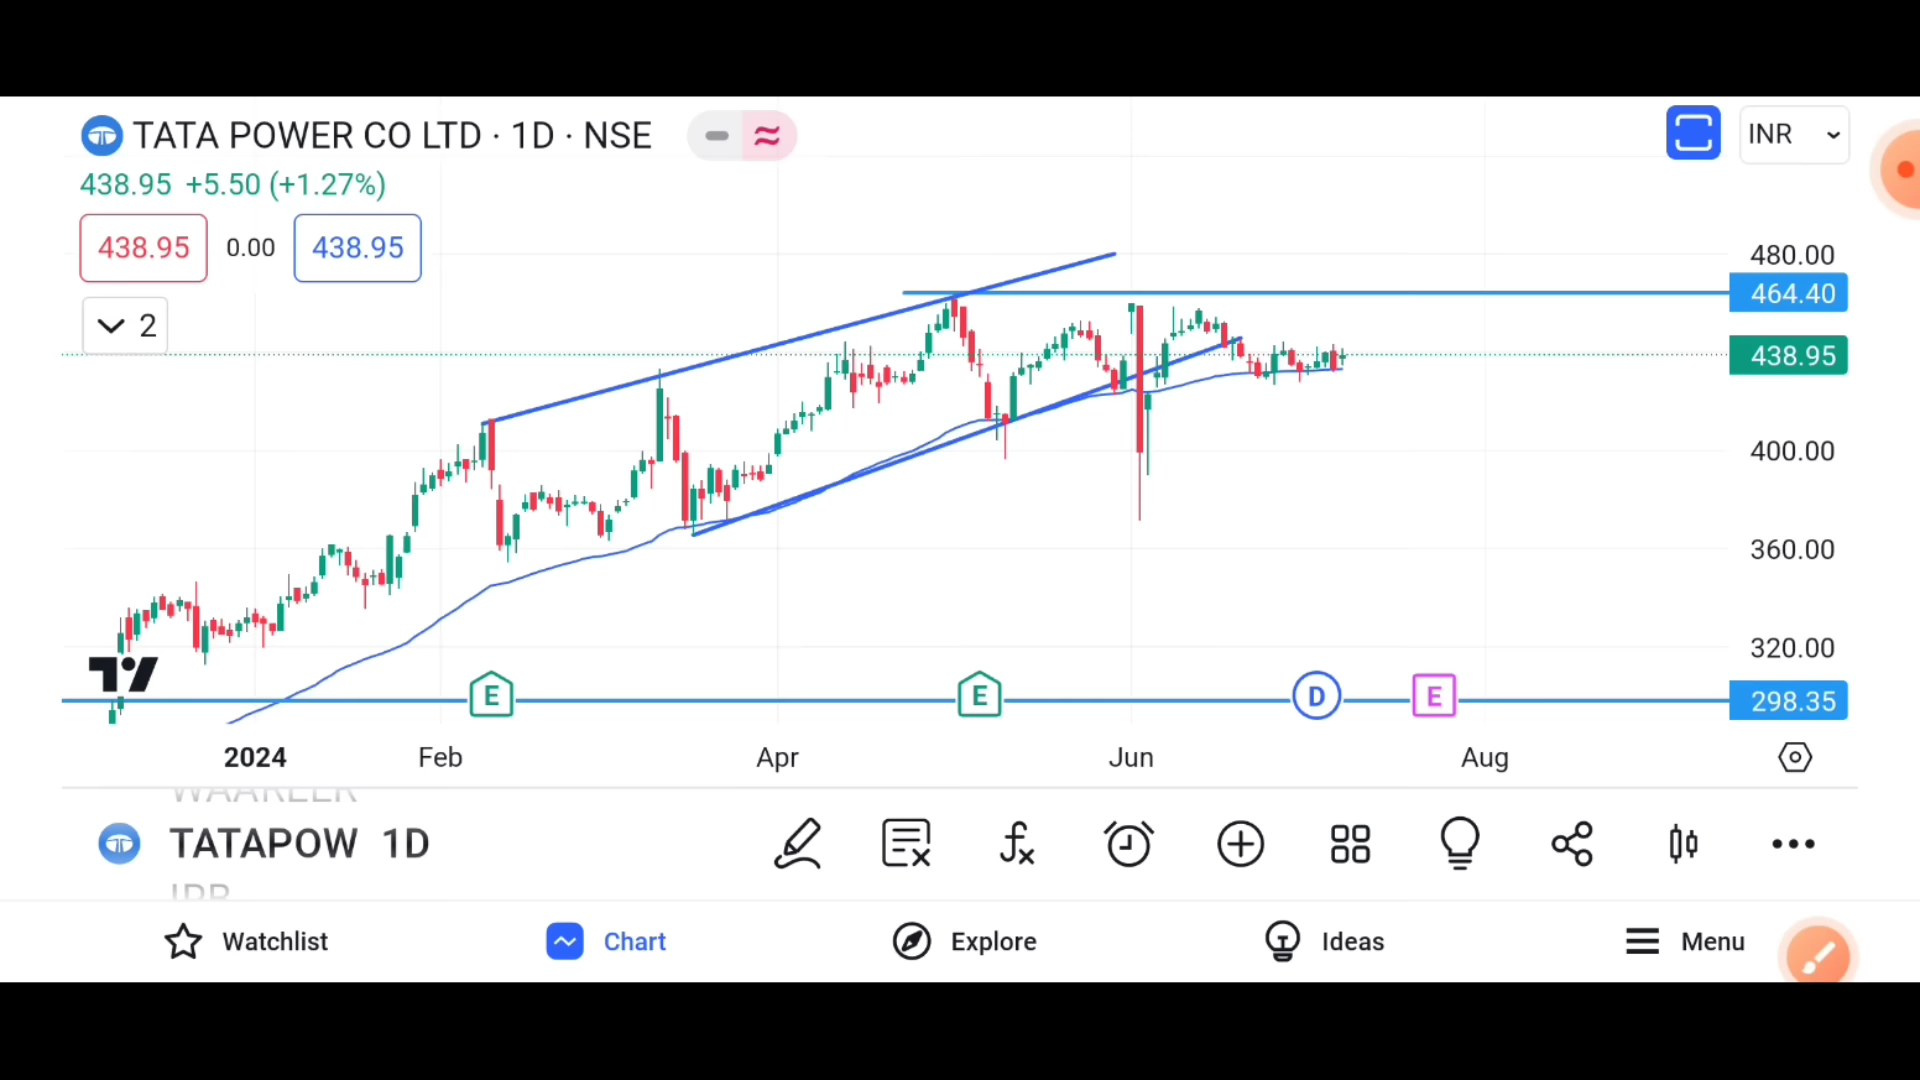 TATA POWER CO LTD · 1D · NSE
INR
438.95 +5.50 (+1.27%)
438.95 0.00 438.95
2
480.00
464.40
438.95
400.00
360.00
320.00
298.35
E E D E
2024 Feb Apr Jun Aug
TATAPOW 1D
Watchlist Chart Explore Ideas Menu